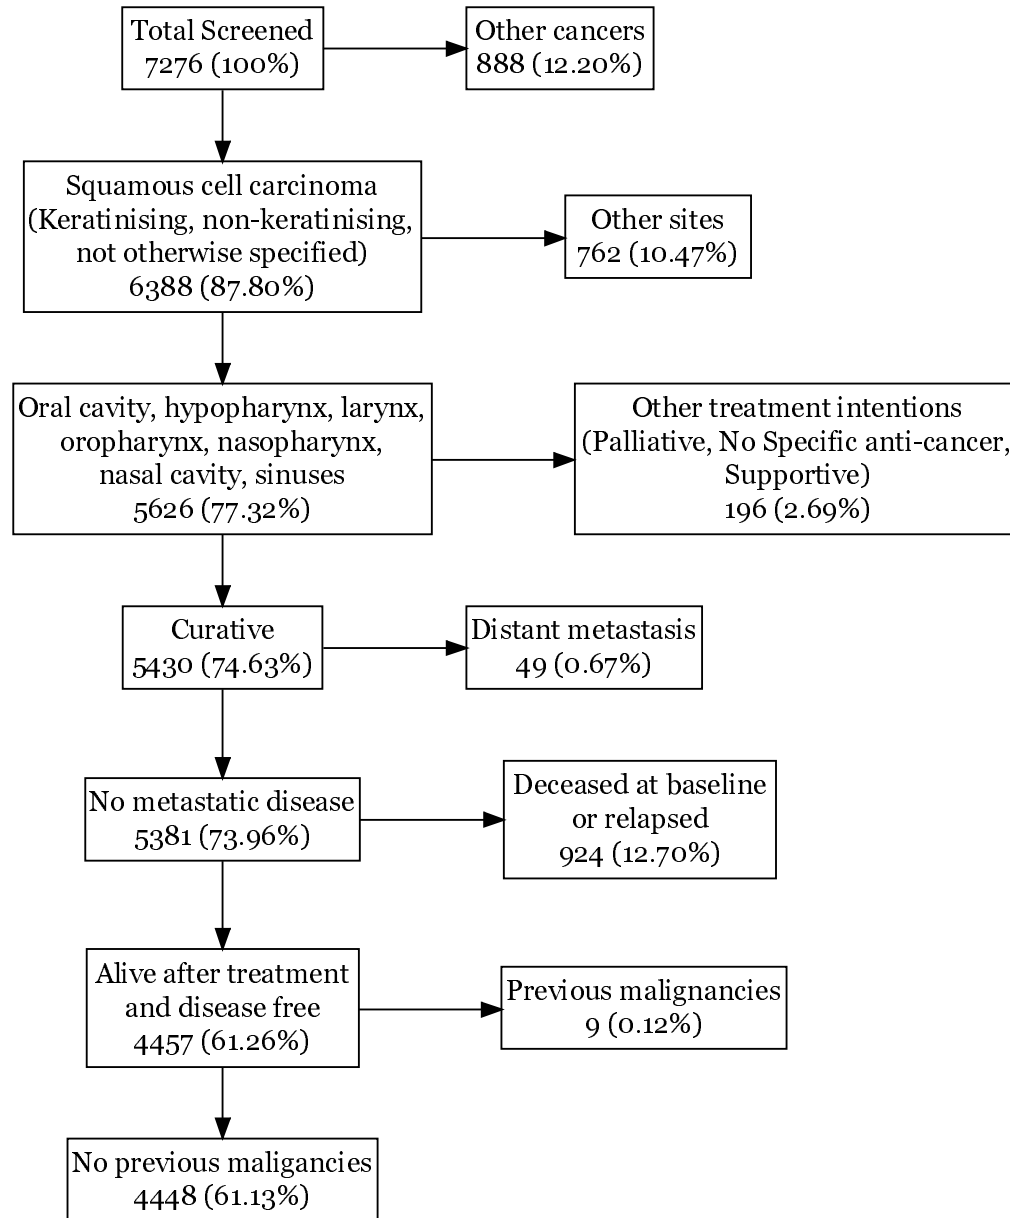 Total Screened
7276 (100%)
Other cancers
888 (12.20%)
Squamous cell carcinoma
(Keratinising, non-keratinising,
not otherwise specified)
6388 (87.80%)
Other sites
762 (10.47%)
Oral cavity, hypopharynx, larynx,
oropharynx, nasopharynx,
nasal cavity, sinuses
5626 (77.32%)
Other treatment intentions
(Palliative, No Specific anti-cancer,
Supportive)
196 (2.69%)
Curative
5430 (74.63%)
Distant metastasis
49 (0.67%)
No metastatic disease
5381 (73.96%)
Deceased at baseline
or relapsed
924 (12.70%)
Alive after treatment
and disease free
4457 (61.26%)
Previous malignancies
9 (0.12%)
No previous maligancies
4448 (61.13%)